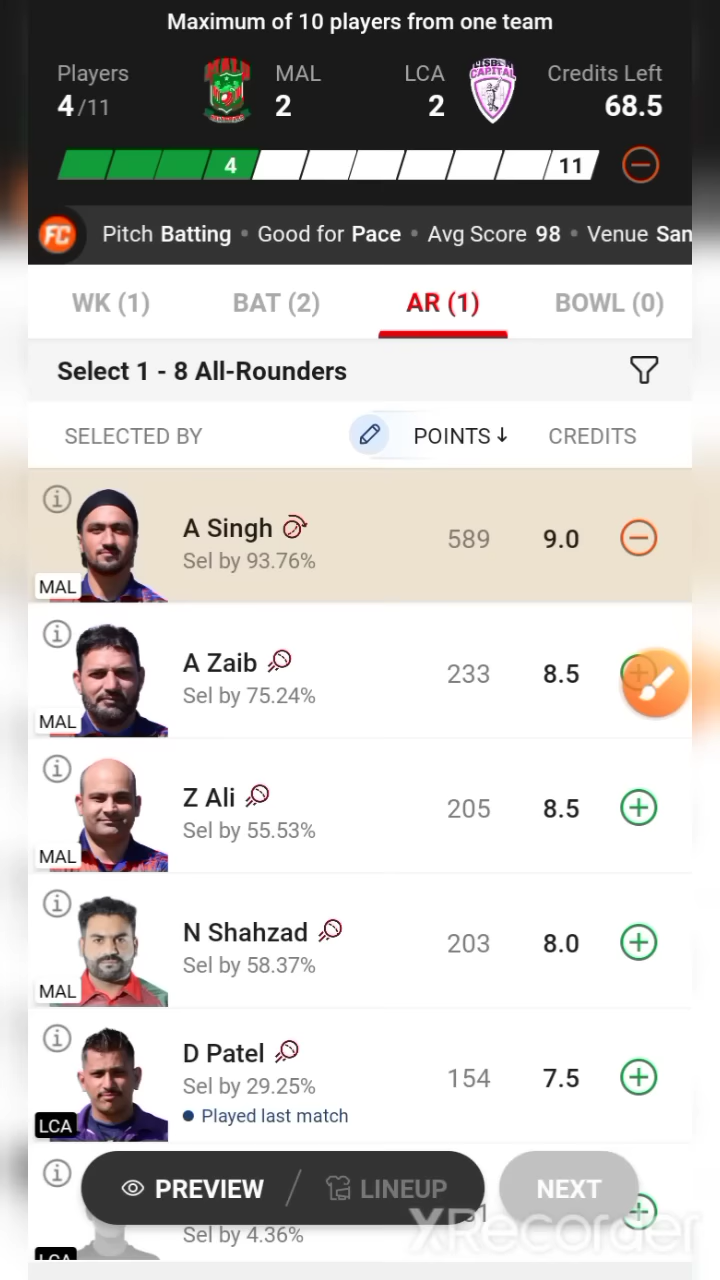 Maximum of 10 players from one team
Players MAL LCA Credits Left
4/11 2 2 68.5
4 11
FC Pitch Batting • Good for Pace • Avg Score 98 • Venue San
WK (1) BAT (2) AR (1) BOWL (0)
Select 1 - 8 All-Rounders
SELECTED BY POINTS ↓ CREDITS
A Singh 589 9.0
Sel by 93.76%
MAL
A Zaib 233 8.5
Sel by 75.24%
MAL
Z Ali 205 8.5
Sel by 55.53%
MAL
N Shahzad 203 8.0
Sel by 58.37%
MAL
D Patel 154 7.5
Sel by 29.25%
• Played last match
LCA
PREVIEW / LINEUP NEXT
XRecorder
Sel by 4.36%
LCA